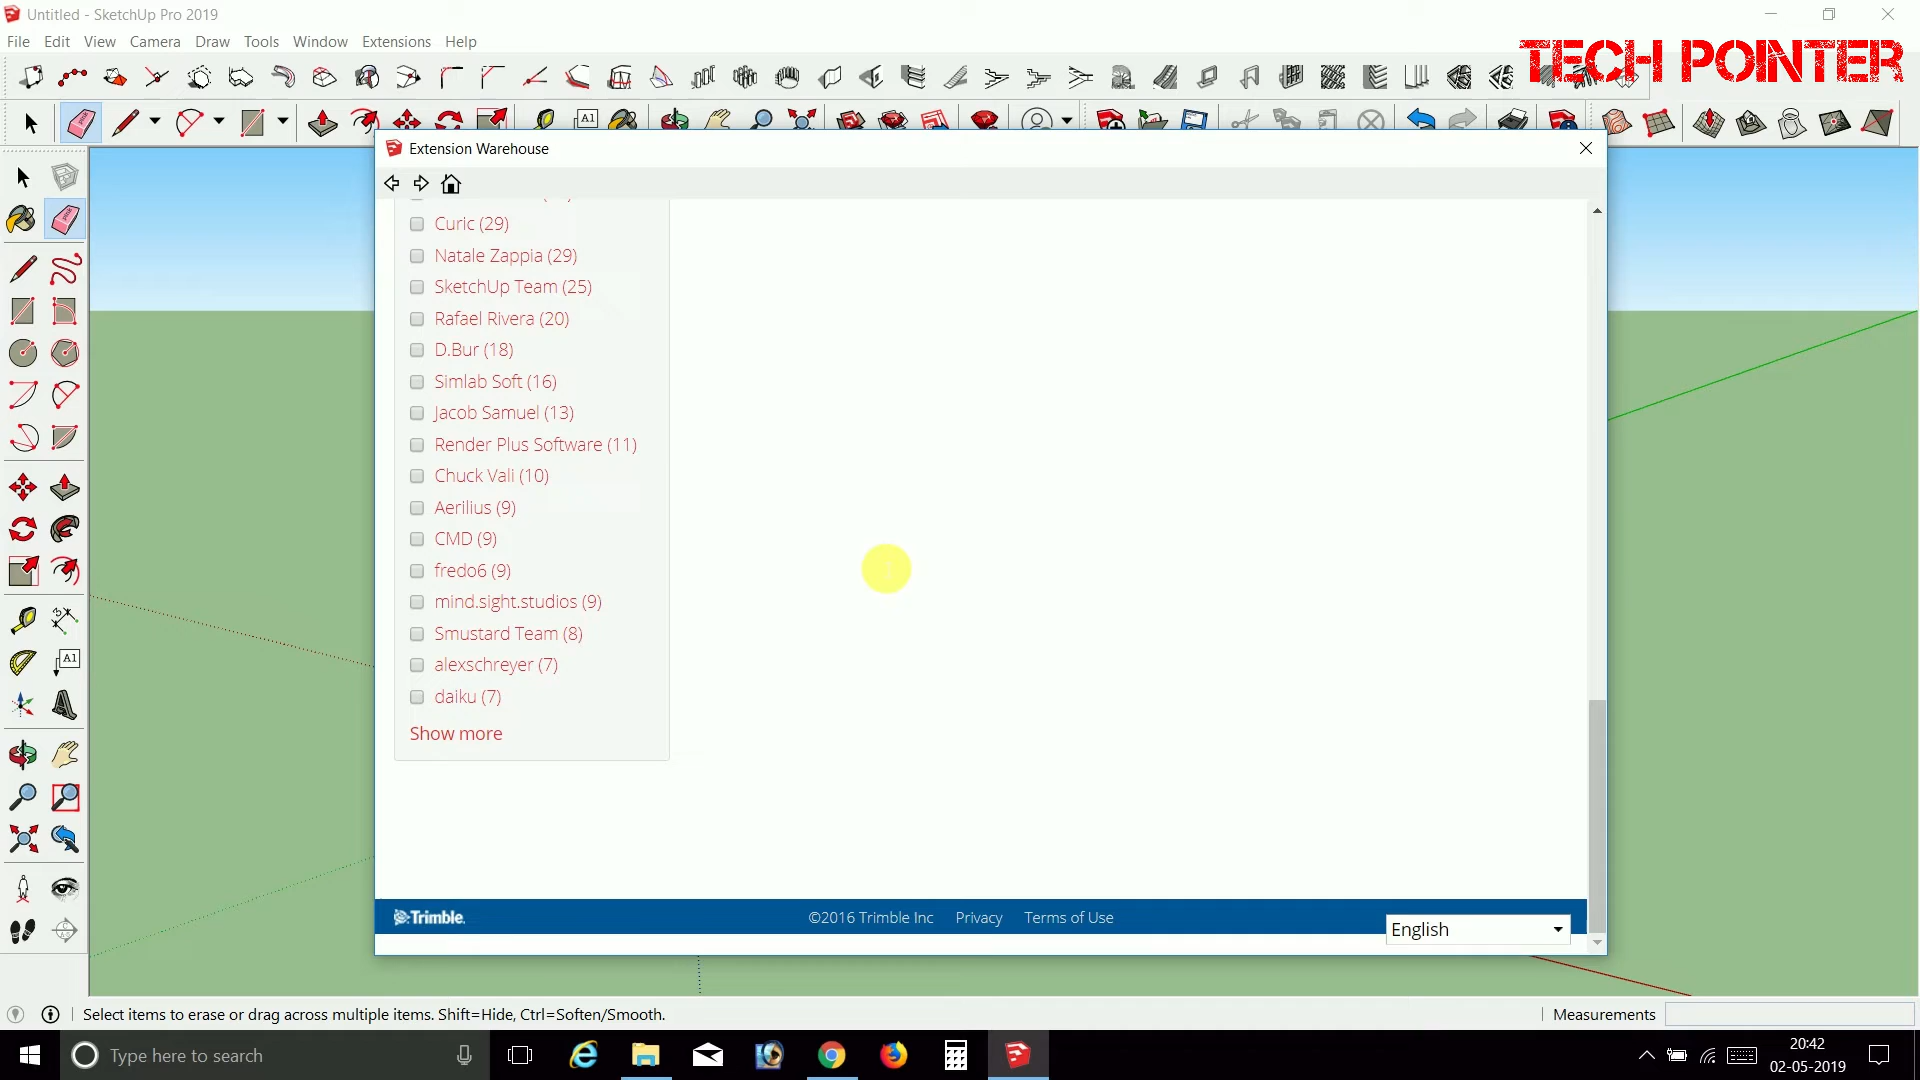 Untitled - SketchUp Pro 2019
File Edit View Camera Draw Tools Window Extensions Help
TECH POINTER
A1
Extension Warehouse
Curic (29)
Natale Zappia (29)
SketchUp Team (25)
Rafael Rivera (20)
D.Bur (18)
Simlab Soft (16)
Jacob Samuel (13)
Render Plus Software (11)
Chuck Vali (10)
Aerilius (9)
CMD (9)
fredo6 (9)
mind.sight.studios (9)
Smustard Team (8)
A1
alexschreyer (7)
daiku (7)
Show more
Trimble. ©2016 Trimble Inc Privacy Terms of Use
English
Select items to erase or drag across multiple items. Shift=Hide, Ctrl=Soften/Smooth. Measurements
Type here to search
20:42
02-05-2019